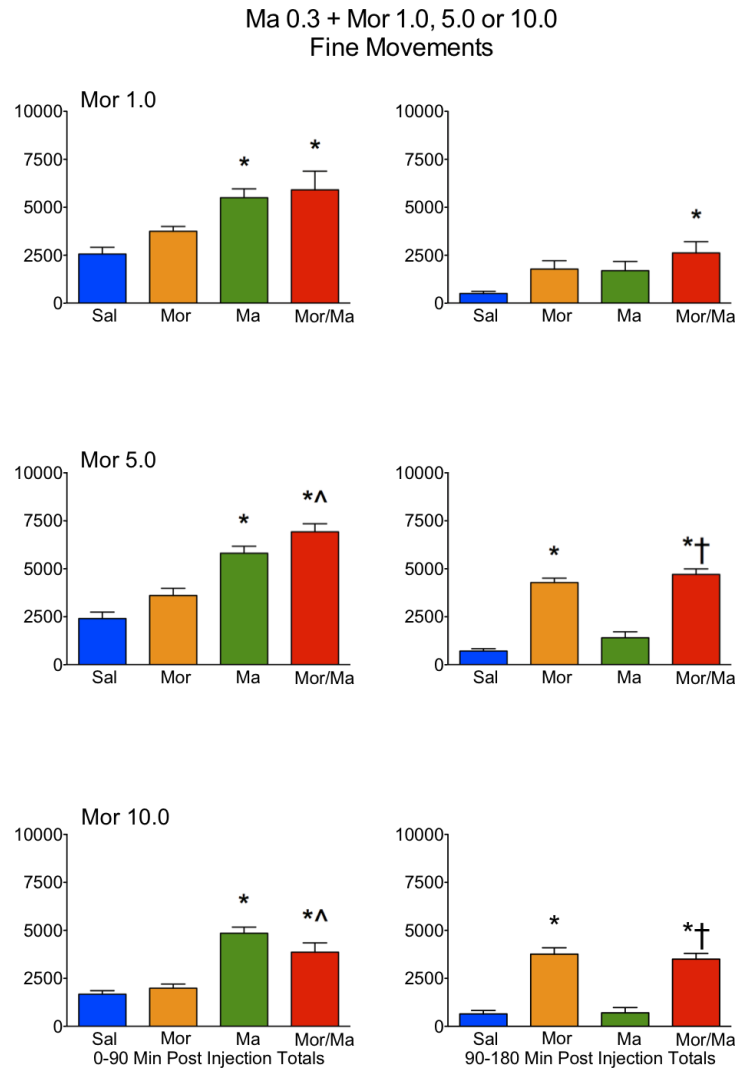 Ma 0.3 + Mor 1.0, 5.0 or 10.0
Fine Movements
Mor 1.0
10000
7500
5000
2500
0
* *
Sal Mor Ma Mor/Ma
10000
7500
5000
2500
0
*
Sal Mor Ma Mor/Ma
Mor 5.0
10000
7500
5000
2500
0
* *^
Sal Mor Ma Mor/Ma
10000
7500
5000
2500
0
* *†
Sal Mor Ma Mor/Ma
Mor 10.0
10000
7500
5000
2500
0
* *^
Sal Mor Ma Mor/Ma
0-90 Min Post Injection Totals
10000
7500
5000
2500
0
* *†
Sal Mor Ma Mor/Ma
90-180 Min Post Injection Totals